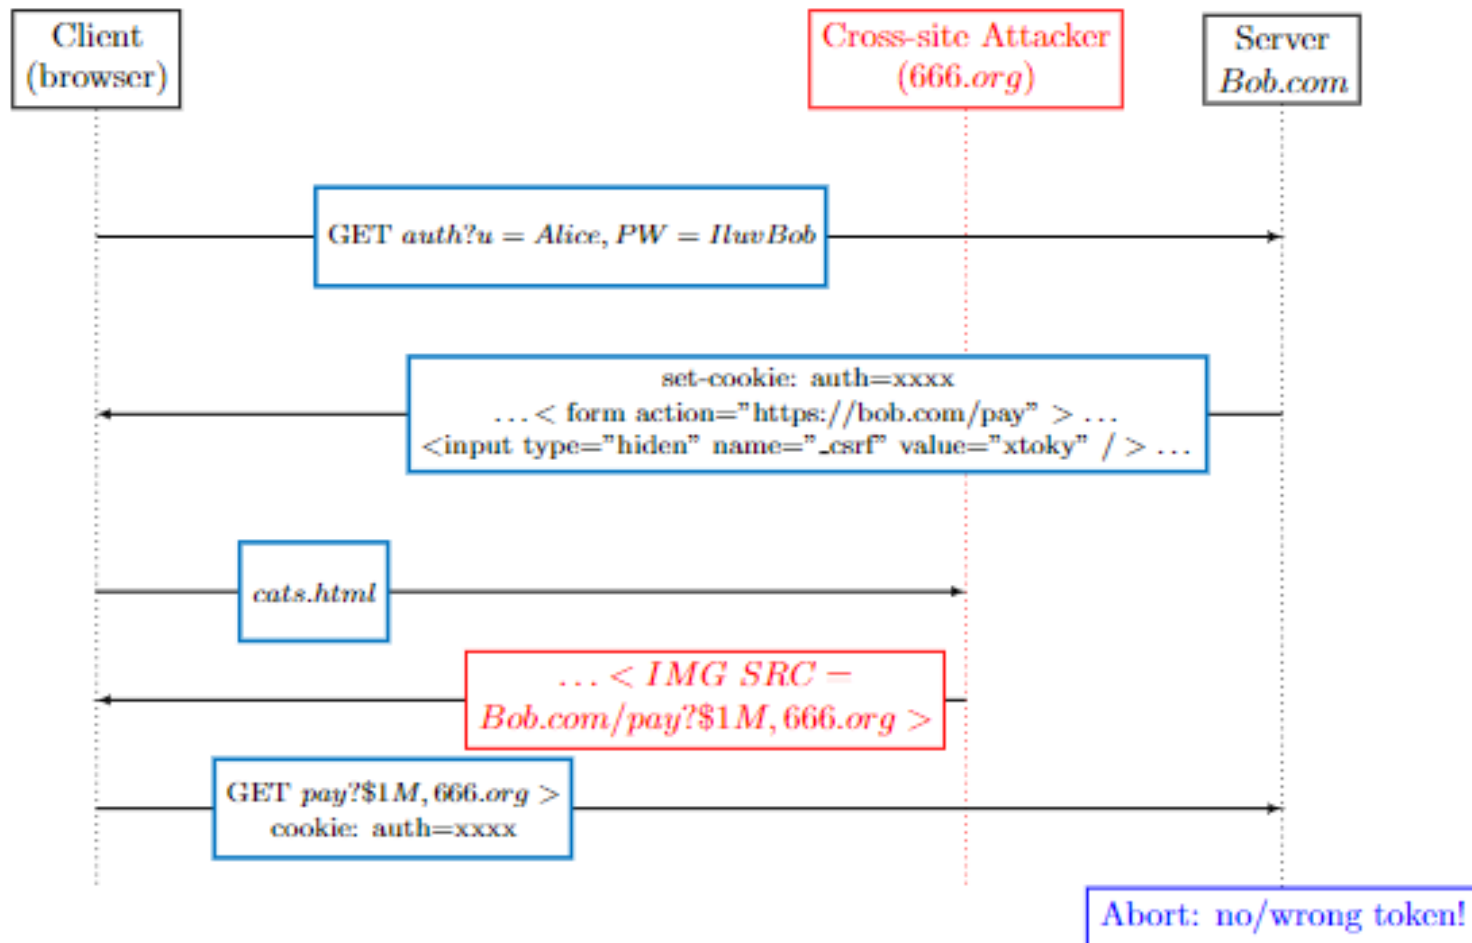 Client
(browser)
Cross-site Attacker
(666.org)
Server
Bob.com
GET auth?u = Alice, PW = IluvBob
set-cookie: auth=xxxx
...< form action="https://bob.com/pay" > ...
<input type="hiden" name="_csrf" value="xtoky" / > ...
cats.html
... < IMG SRC =
Bob.com/pay?$1M, 666.org >
GET pay?$1M, 666.org >
cookie: auth=xxxx
Abort: no/wrong token!